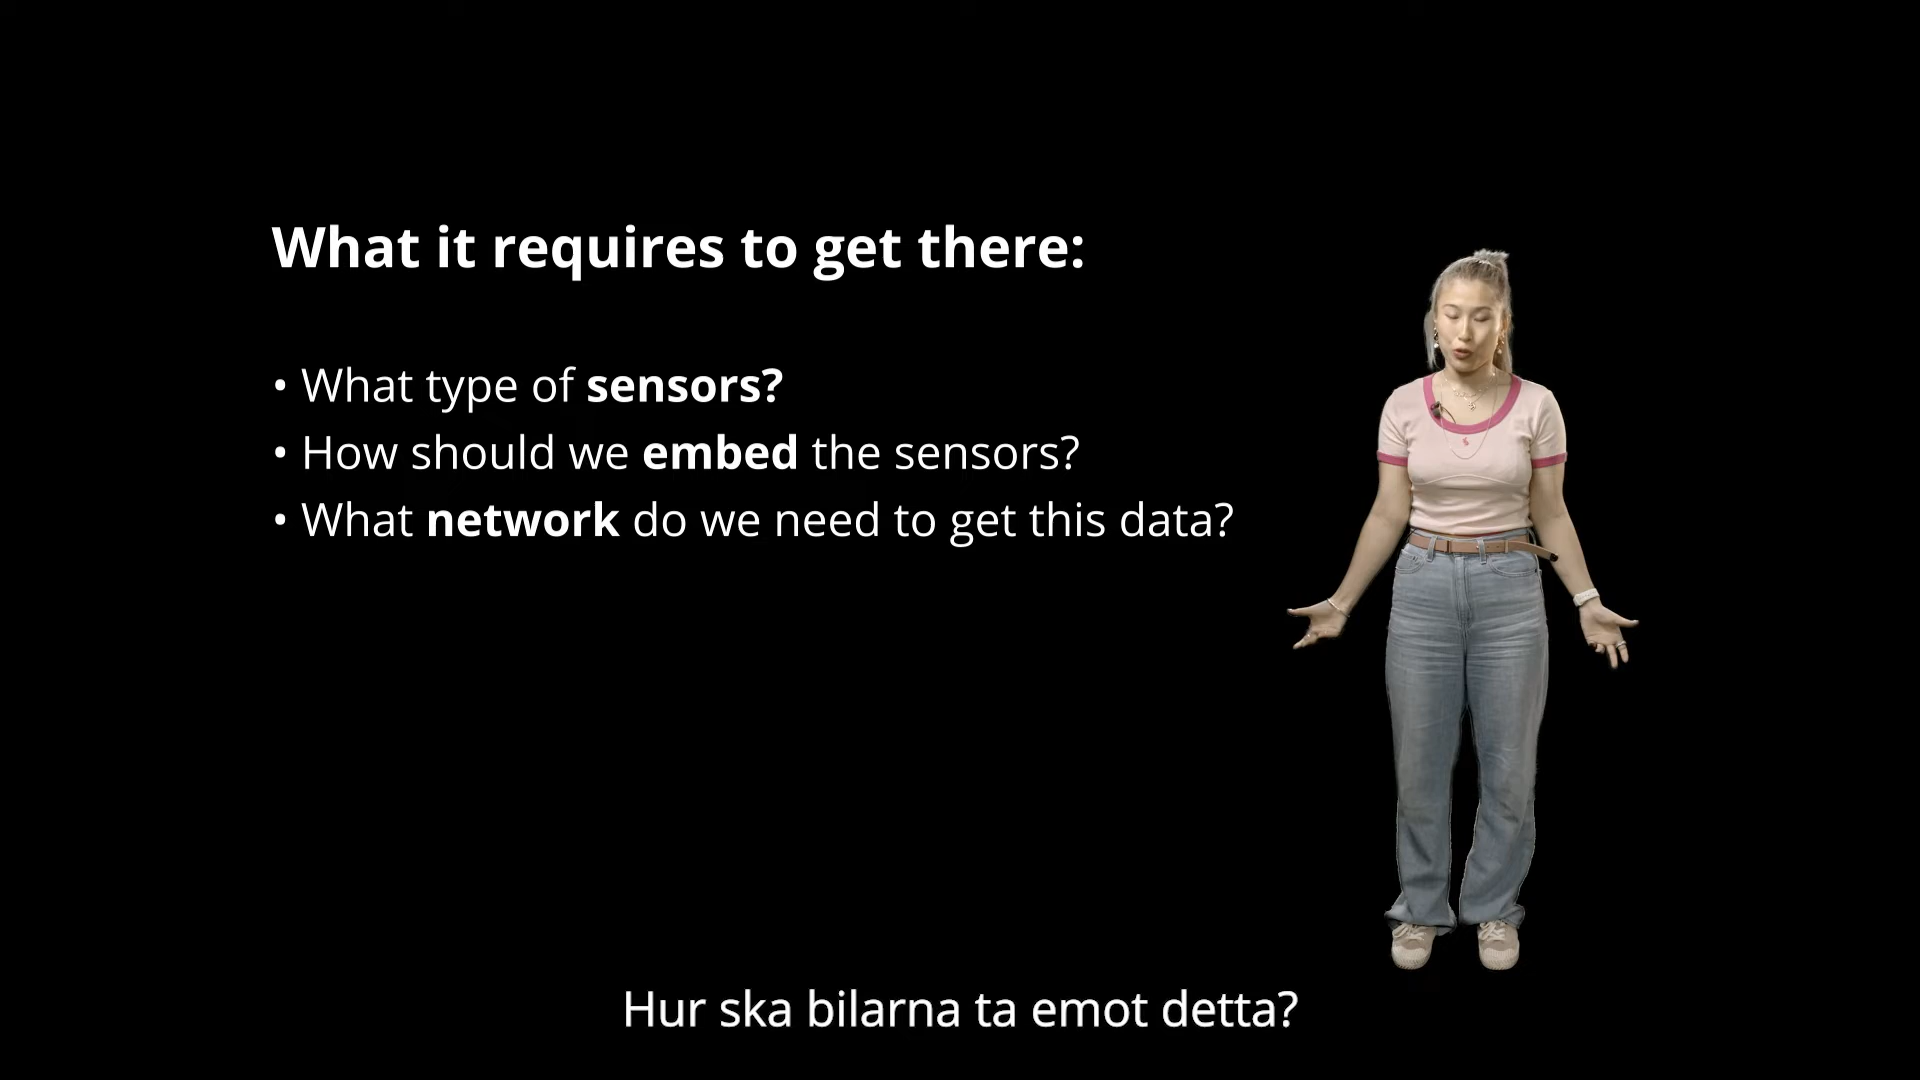 What it requires to get there:
• What type of sensors?
• How should we embed the sensors?
• What network do we need to get this data?
Hur ska bilarna ta emot detta?